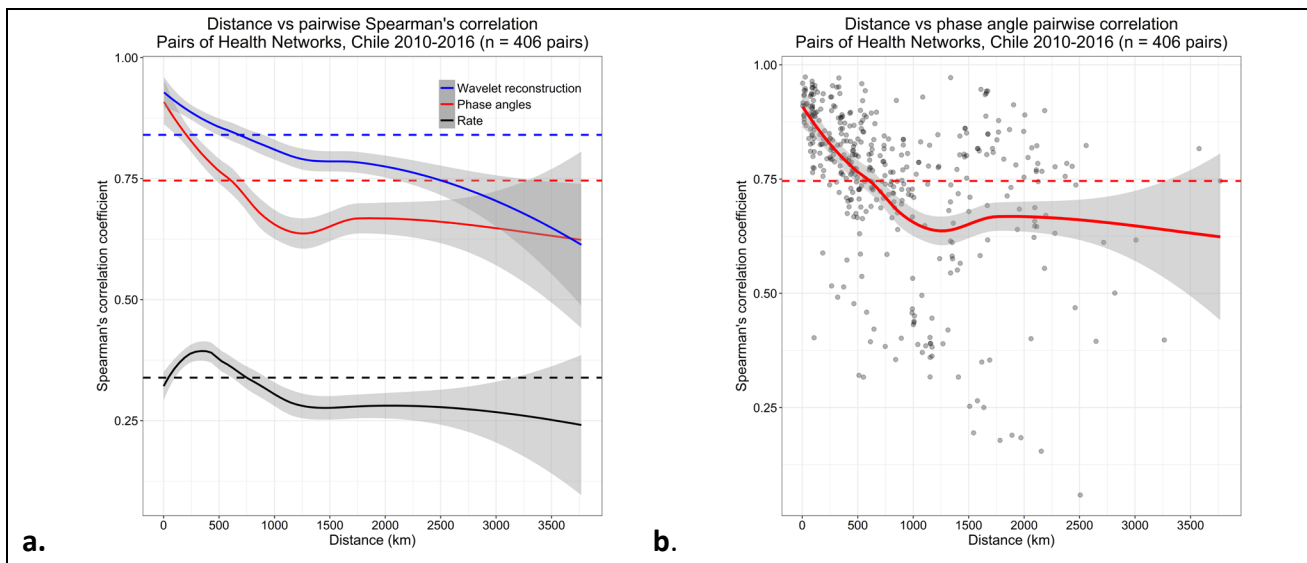 Distance vs pairwise Spearman's correlation
Pairs of Health Networks, Chile 2010-2016 (n = 406 pairs)
1.00
0.75
0.50
0.25
Spearman's correlation coefficient
Wavelet reconstruction
Phase angles
Rate
0 500 1000 1500 2000 2500 3000 3500
Distance (km)
a.
Distance vs phase angle pairwise correlation
Pairs of Health Networks, Chile 2010-2016 (n = 406 pairs)
1.00
0.75
0.50
0.25
Spearman's correlation coefficient
0 500 1000 1500 2000 2500 3000 3500
Distance (km)
b.